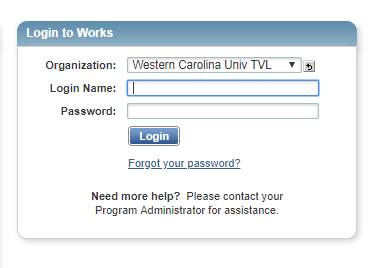 Login to Works
Organization: Western Carolina Univ TVL
Login Name:
Password:
Login
Forgot your password?
Need more help? Please contact your
Program Administrator for assistance.